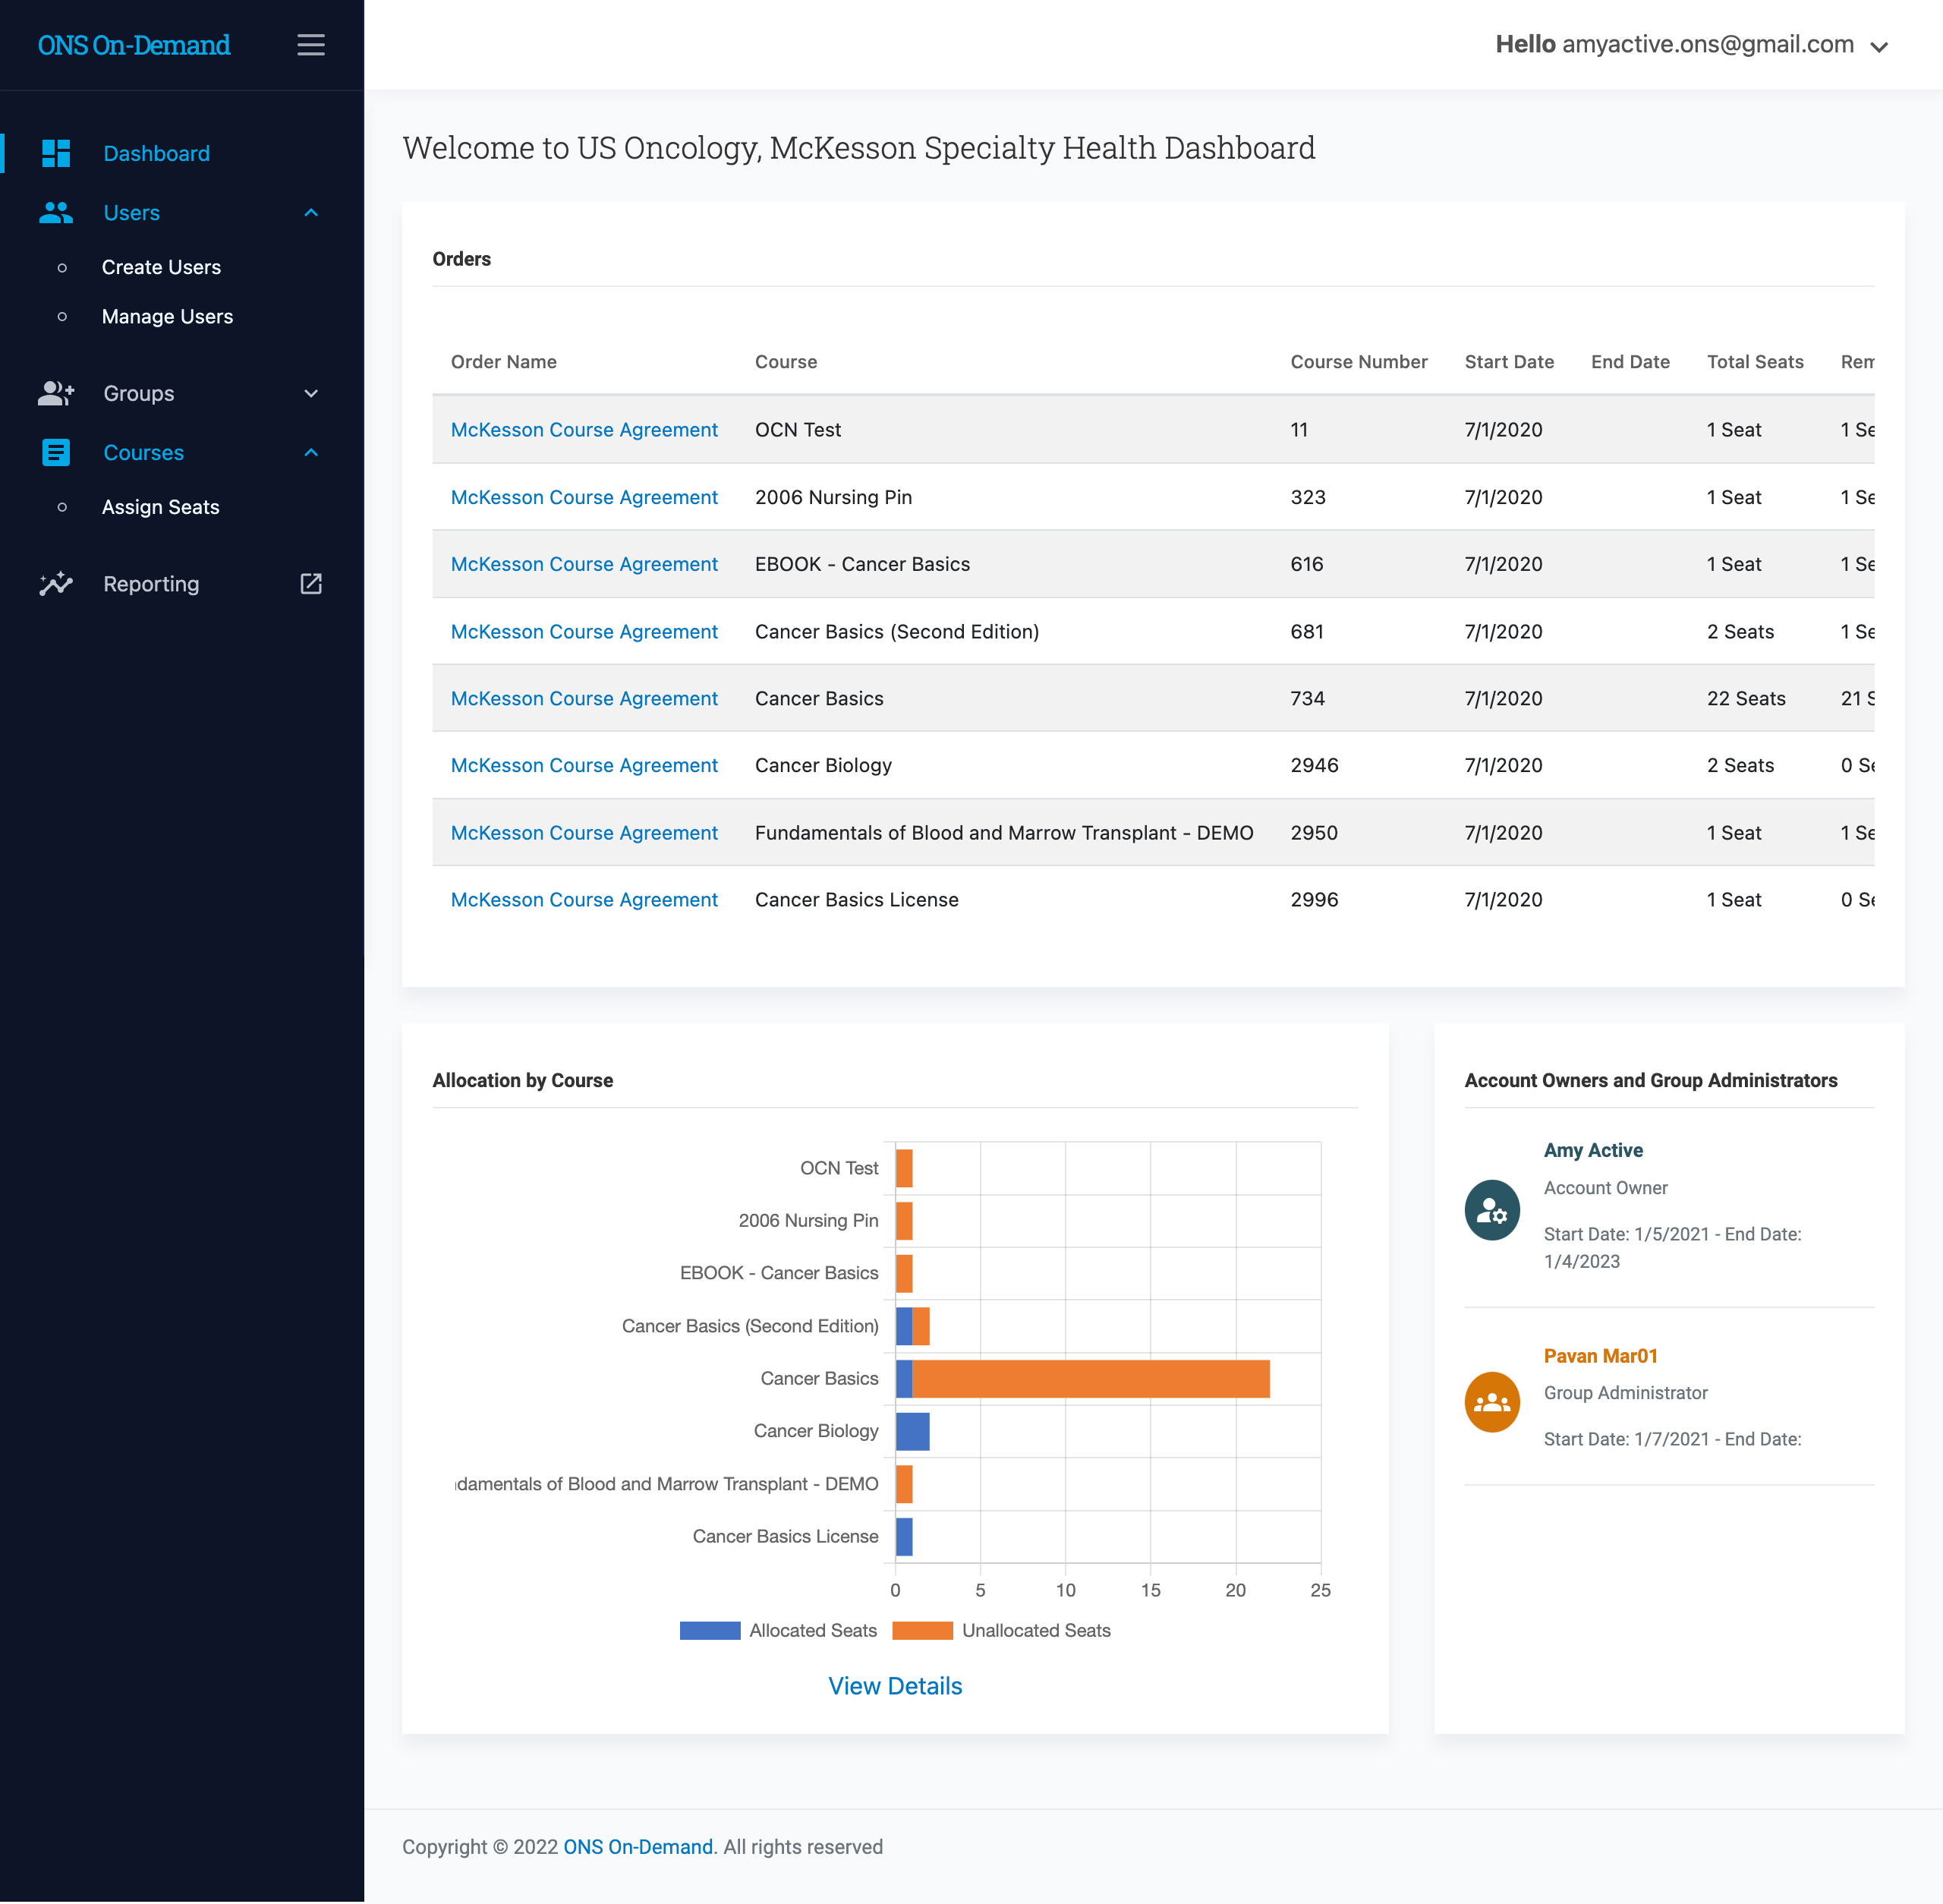 ONS On-Demand
Hello amyactive.ons@gmail.com
Dashboard
Users
Create Users
Manage Users
Groups
Courses
Assign Seats
Reporting
Welcome to US Oncology, McKesson Specialty Health Dashboard
Orders
Order Name Course Course Number Start Date End Date Total Seats
McKesson Course Agreement OCN Test 11 7/1/2020 1 Seat 1
McKesson Course Agreement 2006 Nursing Pin 323 7/1/2020 1 Seat 1
McKesson Course Agreement EBOOK - Cancer Basics 616 7/1/2020 1 Seat 1
McKesson Course Agreement Cancer Basics (Second Edition) 681 7/1/2020 2 Seats 1
McKesson Course Agreement Cancer Basics 734 7/1/2020 22 Seats 21
McKesson Course Agreement Cancer Biology 2946 7/1/2020 2 Seats 0
McKesson Course Agreement Fundamentals of Blood and Marrow Transplant - DEMO 2950 7/1/2020 1 Seat 1
McKesson Course Agreement Cancer Basics License 2996 7/1/2020 1 Seat 0
Allocation by Course
OCN Test
2006 Nursing Pin
EBOOK - Cancer Basics
Cancer Basics (Second Edition)
Cancer Basics
Cancer Biology
of Blood and Marrow Transplant - DEMO
Cancer Basics License
0 5 10 15 20 25
Allocated Seats Unallocated Seats
View Details
Account Owners and Group Administrators
Amy Active
Account Owner
Start Date: 1/5/2021 - End Date:
1/4/2023
Pavan Mar01
Group Administrator
Start Date: 1/7/2021 - End Date:
Copyright © 2022 ONS On-Demand. All rights reserved